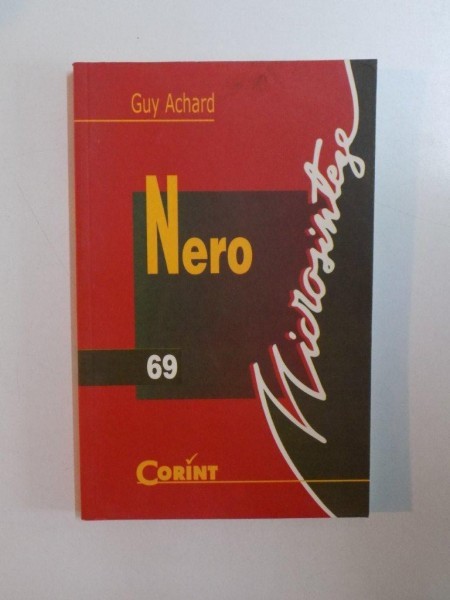 Guy Achard
Nero
69
Microsinteze
CORINT